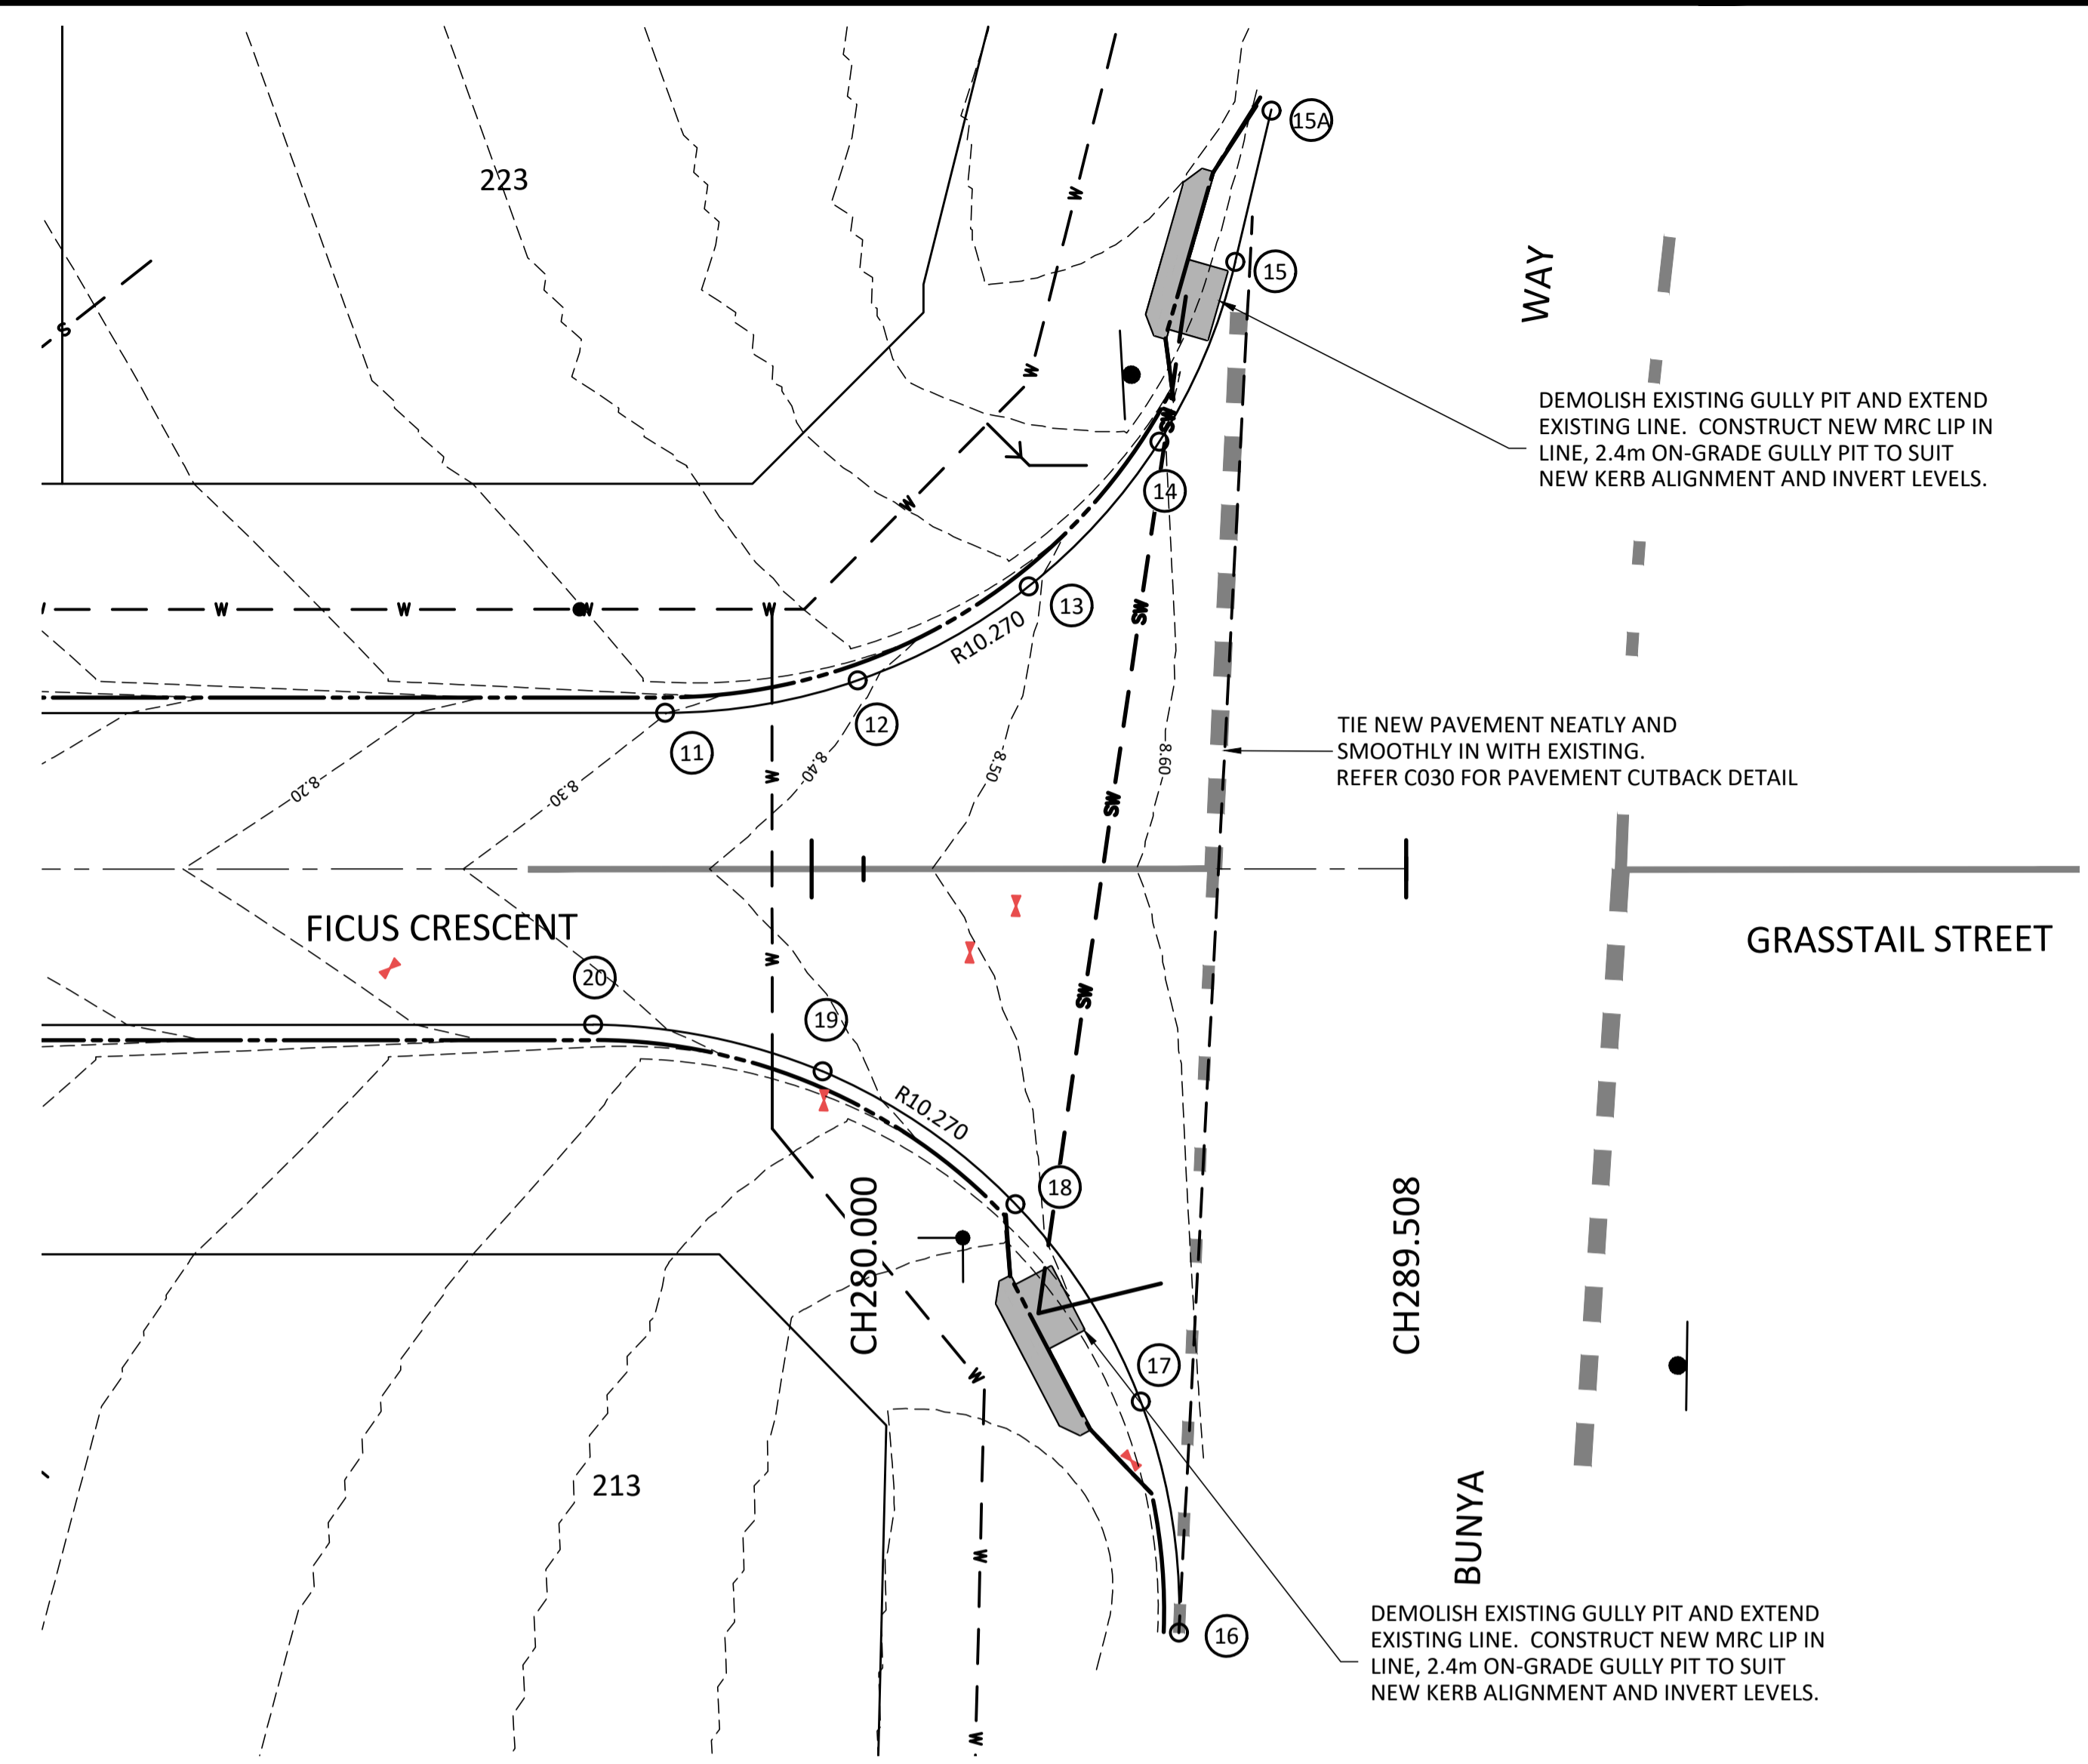 15A
223
15
S
W
WAY
W
DEMOLISH EXISTING GULLY PIT AND EXTEND
EXISTING LINE. CONSTRUCT NEW MRC LIP IN
LINE, 2.4m ON-GRADE GULLY PIT TO SUIT
NEW KERB ALIGNMENT AND INVERT LEVELS.
SW
14
W
W
W
W
W
SW
13
R10.270
12
11
TIE NEW PAVEMENT NEATLY AND
SMOOTHLY IN WITH EXISTING.
REFER C030 FOR PAVEMENT CUTBACK DETAIL
8.20
8.30
8.40
8.50
8.60
W
SW
FICUS CRESCENT
GRASSTAIL STREET
W
SW
20
19
R10.270
18
CH280.000
CH289.508
17
W
213
BUNYA
W
16
DEMOLISH EXISTING GULLY PIT AND EXTEND
EXISTING LINE. CONSTRUCT NEW MRC LIP IN
LINE, 2.4m ON-GRADE GULLY PIT TO SUIT
NEW KERB ALIGNMENT AND INVERT LEVELS.
W